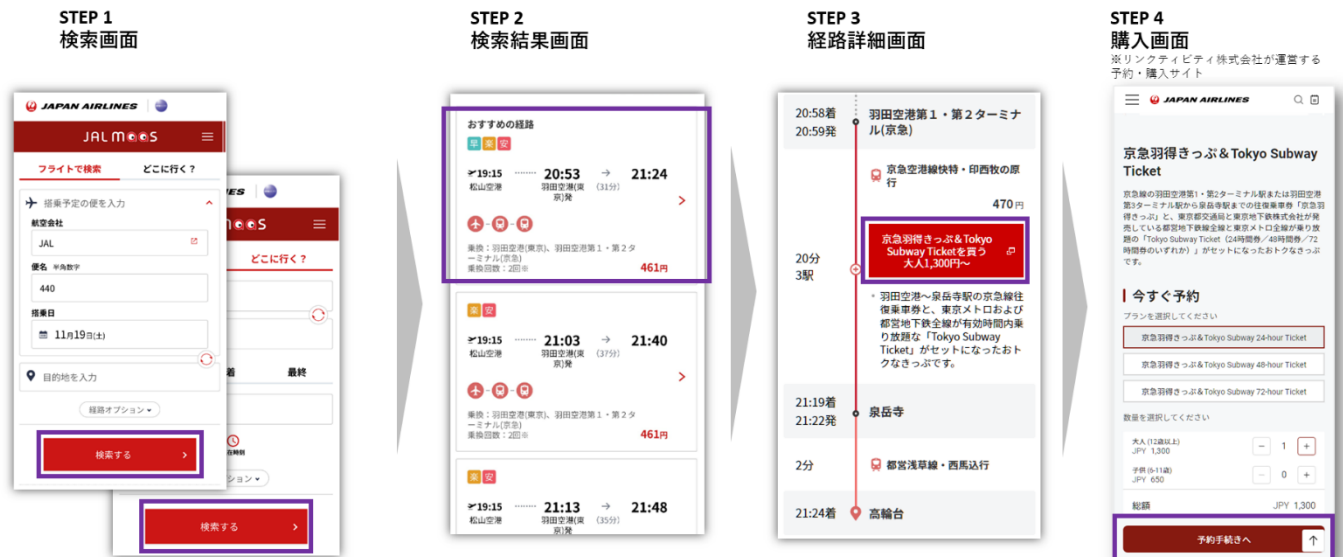 STEP 1
検索画面
JAPAN AIRLINES
JAL MOOS
フライトで検索
どこに行く?
搭乗予定の便を入力
航空会社
JAL
便名 半角数字
440
搭乗日
11月19日(土)
目的地を入力
経路オプション
検索する
INES
MOOS
どこに行く?
着
最終
在時刻
ション
検索する
STEP 2
検索結果画面
おすすめの経路
早 楽 安
19:15 ········ 20:53 → 21:24
松山空港 羽田空港(東 (31分)
京)発
乗換:羽田空港(東京)、羽田空港第1・第2タ
ーミナル(京急)
乗換回数:2回※ 461円
楽 安
19:15 ········ 21:03 → 21:40
松山空港 羽田空港(東 (37分)
京)発
乗換:羽田空港(東京)、羽田空港第1・第2タ
ーミナル(京急)
乗換回数:2回※ 461円
楽 安
19:15 ········ 21:13 → 21:48
松山空港 羽田空港(東 (35分)
京)発
STEP 3
経路詳細画面
20:58着 羽田空港第1・第2ターミナ
20:59発 ル(京急)
京急空港線快特・印西牧の原
行
470 円
京急羽得きっぷ&Tokyo
Subway Ticketを買う
大人1,300円~
20分
3駅
羽田空港~泉岳寺駅の京急線往
復乗車券と、東京メトロおよび
都営地下鉄全線が有効時間内乗
り放題な「Tokyo Subway
Ticket」がセットになったおト
クなきっぷです。
21:19着
21:22発 泉岳寺
2分 都営浅草線・西馬込行
21:24着 高輪台
STEP 4
購入画面
※リンクティビティ株式会社が運営する
予約・購入サイト
JAPAN AIRLINES
京急羽得きっぷ&Tokyo Subway
Ticket
京急線の羽田空港第1・第2ターミナル駅または羽田空港
第3ターミナル駅から泉岳寺駅までの往復乗車券「京急羽
得きっぷ」と、東京都交通局と東京地下鉄株式会社が発
売している都営地下鉄線全線と東京メトロ全線が乗り放
題の「Tokyo Subway Ticket(24時間券/48時間券/72
時間券のいずれか)」がセットになったおトクなきっぷ
です。
今すぐ予約
プランを選択してください
京急羽得きっぷ&Tokyo Subway 24-hour Ticket
京急羽得きっぷ&Tokyo Subway 48-hour Ticket
京急羽得きっぷ&Tokyo Subway 72-hour Ticket
数量を選択してください
大人 (12歳以上)
JPY 1,300
− 1 +
子供 (6-11歳)
JPY 650
− 0 +
総額 JPY 1,300
予約手続きへ